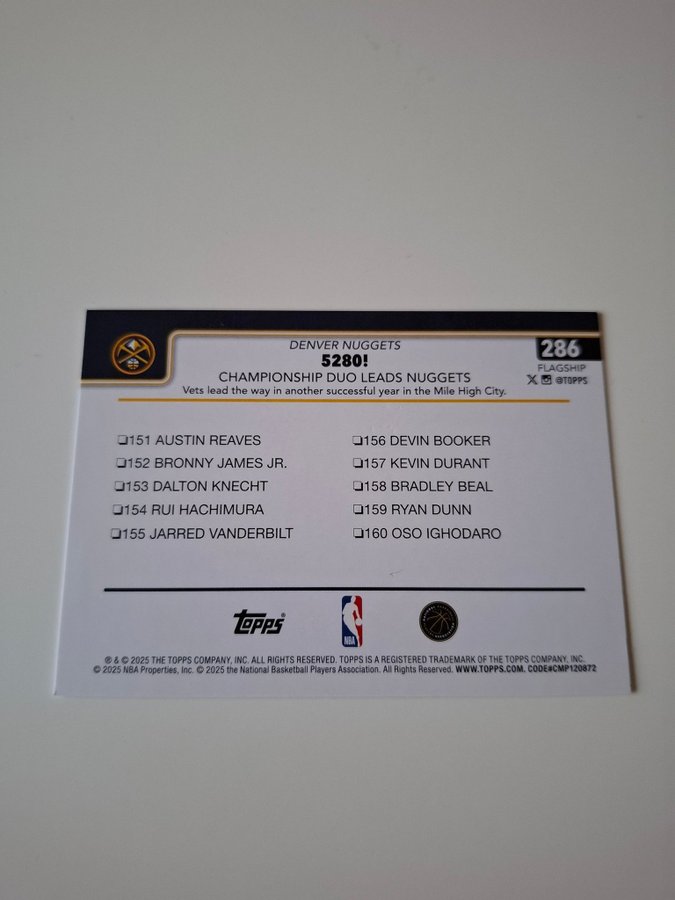 DENVER NUGGETS
5280!
CHAMPIONSHIP DUO LEADS NUGGETS
Vets lead the way in another successful year in the Mile High City.
286
FLAGSHIP
X @TOPPS
❏151 AUSTIN REAVES
❏152 BRONNY JAMES JR.
❏153 DALTON KNECHT
❏154 RUI HACHIMURA
❏155 JARRED VANDERBILT
❏156 DEVIN BOOKER
❏157 KEVIN DURANT
❏158 BRADLEY BEAL
❏159 RYAN DUNN
❏160 OSO IGHODARO
topps®
NBA
® & © 2025 THE TOPPS COMPANY, INC. ALL RIGHTS RESERVED. TOPPS IS A REGISTERED TRADEMARK OF THE TOPPS COMPANY, INC.
© 2025 NBA Properties, Inc. © 2025 the National Basketball Players Association. All Rights Reserved. WWW.TOPPS.COM. CODE#CMP120872